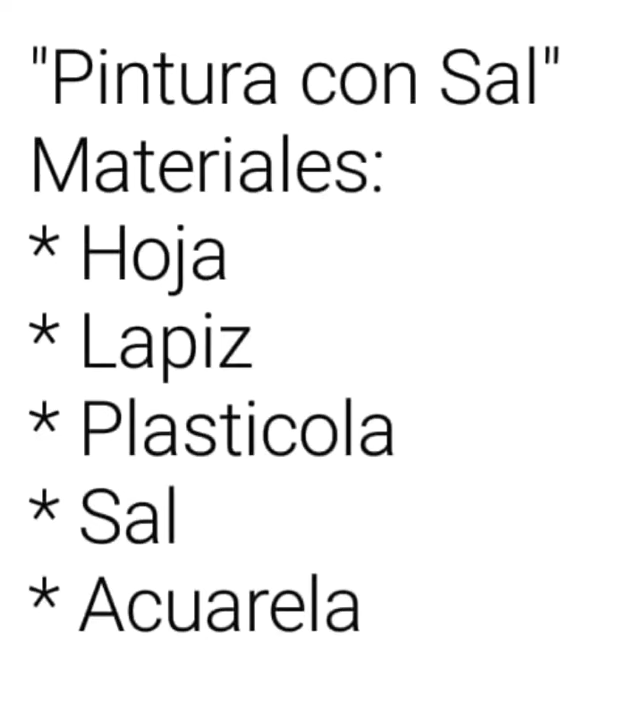 "Pintura con Sal"
Materiales:
* Hoja
* Lapiz
* Plasticola
* Sal
* Acuarela